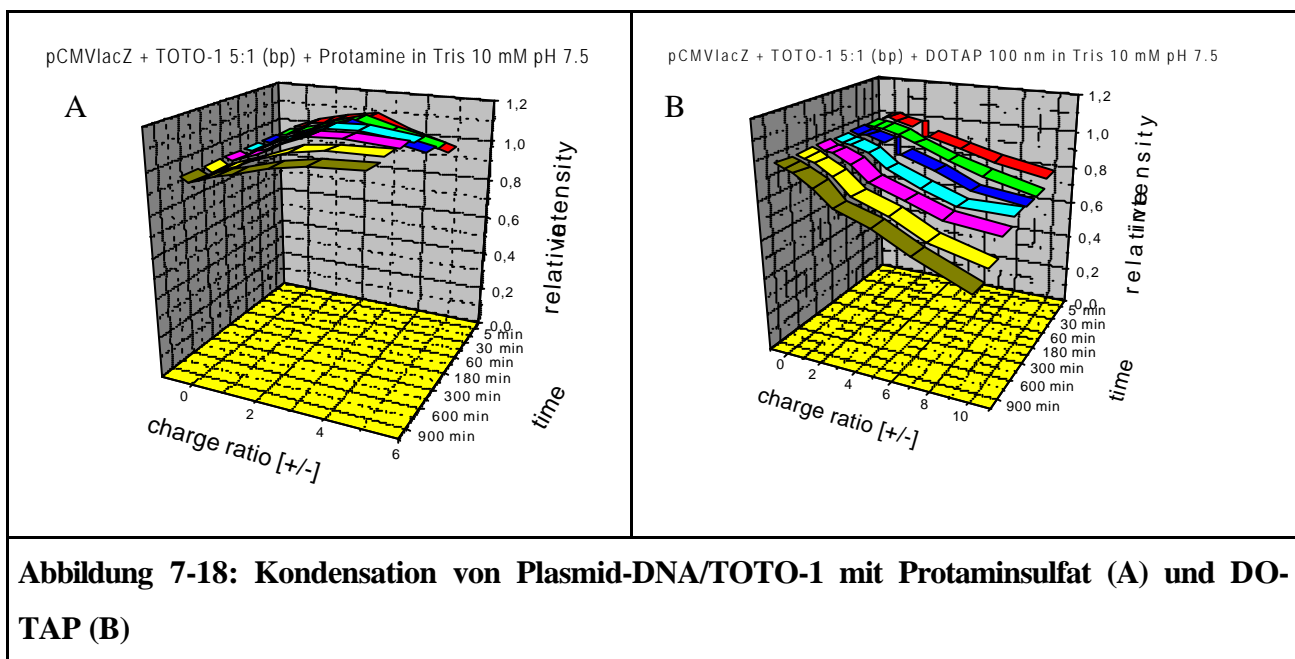 pCMVlacZ + TOTO-1 5:1 (bp) + Protamine in Tris 10 mM pH 7.5
A
1,2
1,0
0,8
0,6
0,4
0,2
0,0
relative intensity
5 min
30 min
60 min
180 min
300 min
600 min
900 min
time
0
2
4
6
charge ratio [+/-]
pCMVlacZ + TOTO-1 5:1 (bp) + DOTAP 100 nm in Tris 10 mM pH 7.5
B
1,2
1,0
0,8
0,6
0,4
0,2
0,0
relative intensity
5 min
30 min
60 min
180 min
300 min
600 min
900 min
time
0
2
4
6
8
10
charge ratio [+/-]
Abbildung 7-18: Kondensation von Plasmid-DNA/TOTO-1 mit Protaminsulfat (A) und DO-
TAP (B)